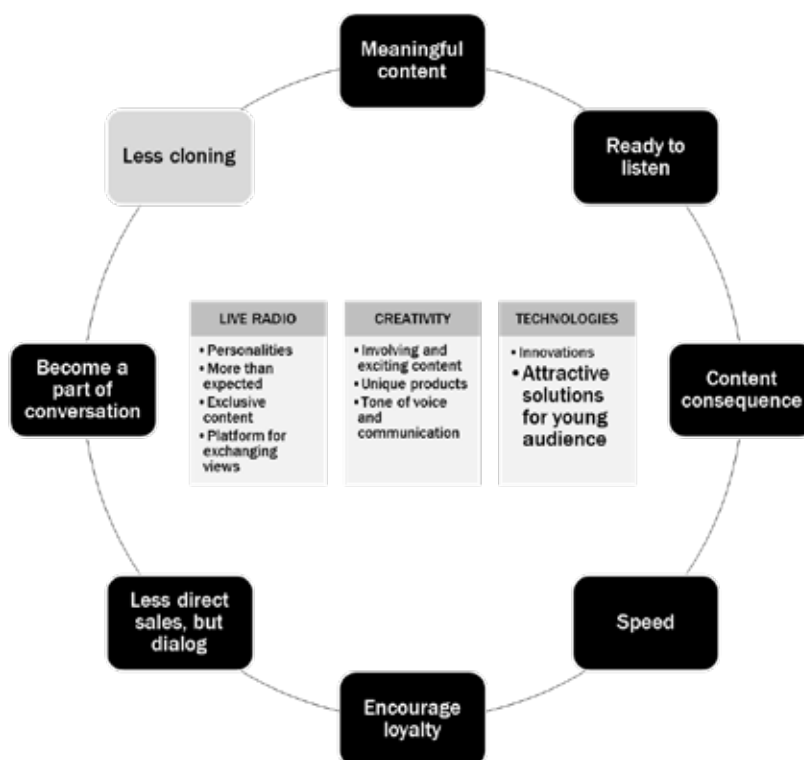 Meaningful
content
Ready to
listen
Content
consequence
Speed
Encourage
loyalty
Less direct
sales, but
dialog
Become a
part of
conversation
Less cloning
LIVE RADIO
• Personalities
• More than
expected
• Exclusive
content
• Platform for
exchanging
views
CREATIVITY
• Involving and
exciting content
• Unique products
• Tone of voice
and
communication
TECHNOLOGIES
• Innovations
• Attractive
solutions
for young
audience